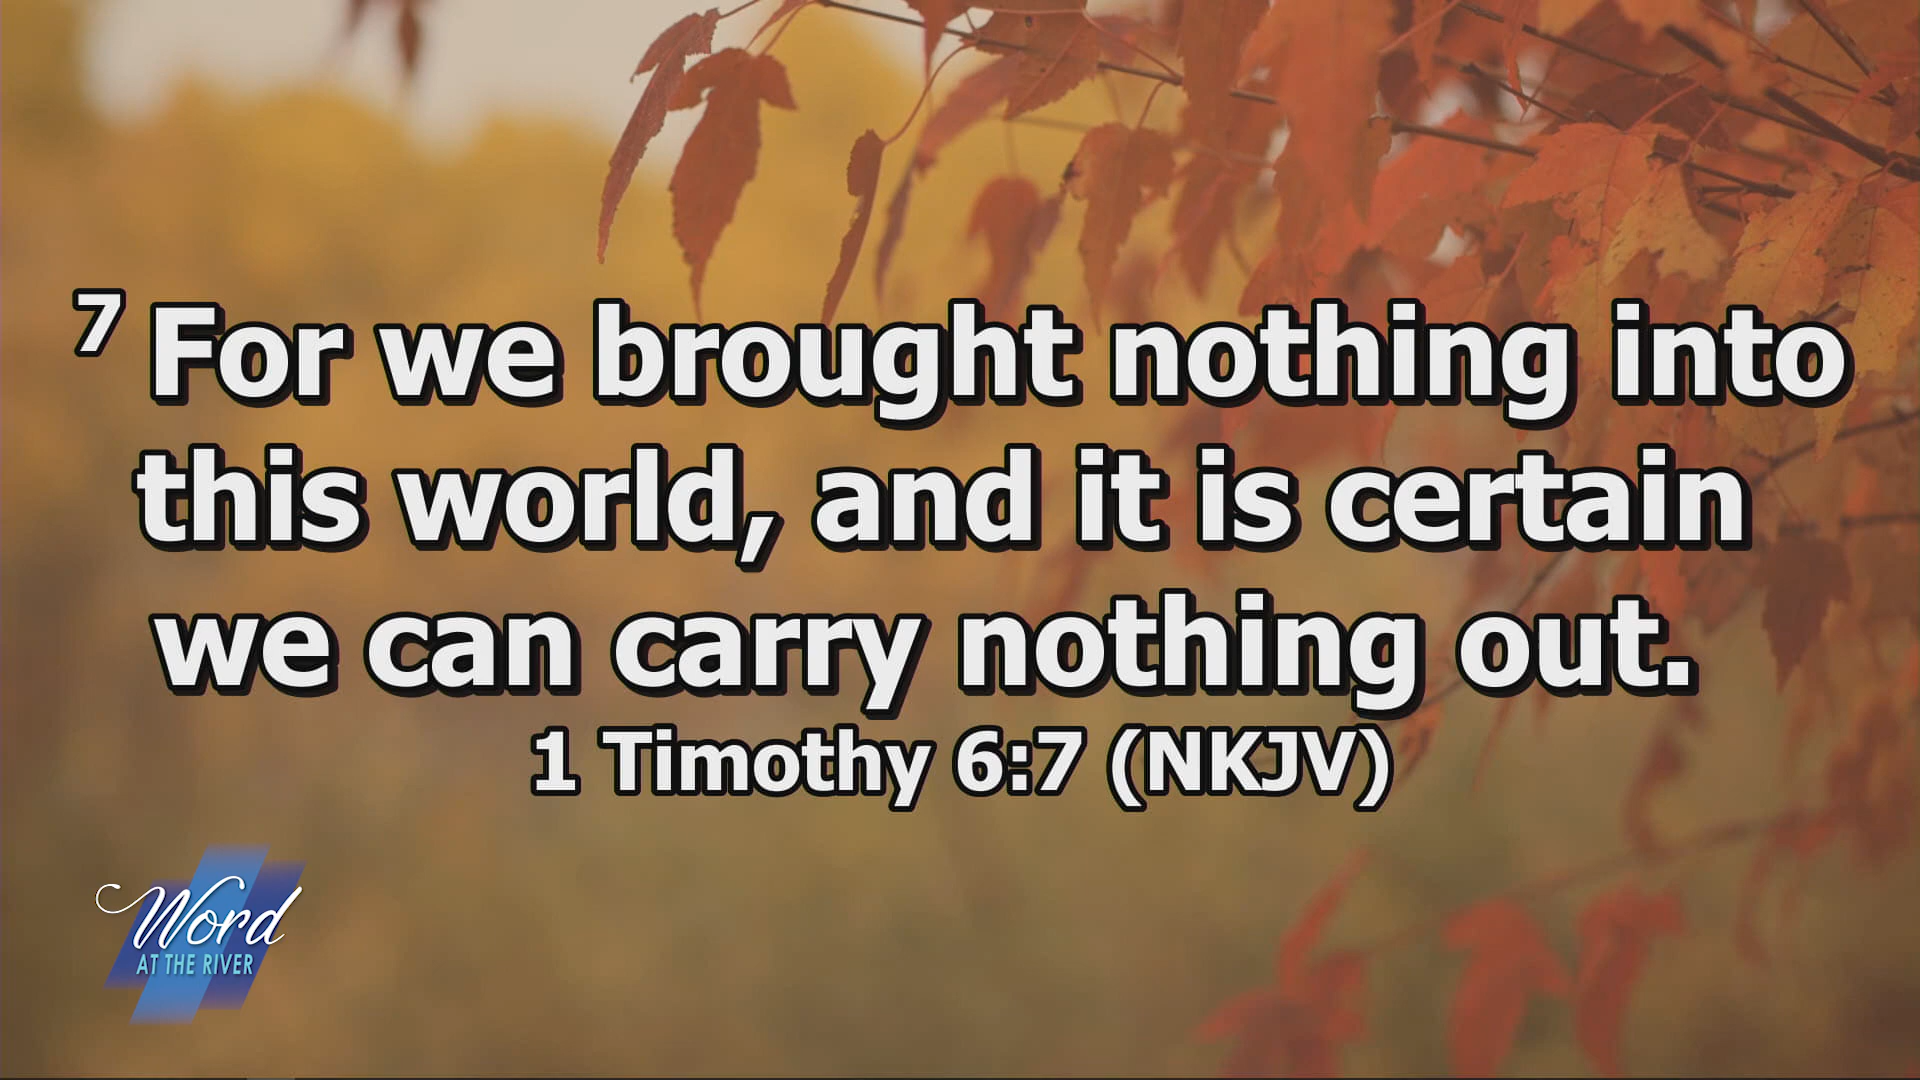 7 For we brought nothing into
this world, and it is certain
we can carry nothing out.
1 Timothy 6:7 (NKJV)
Word
AT THE RIVER